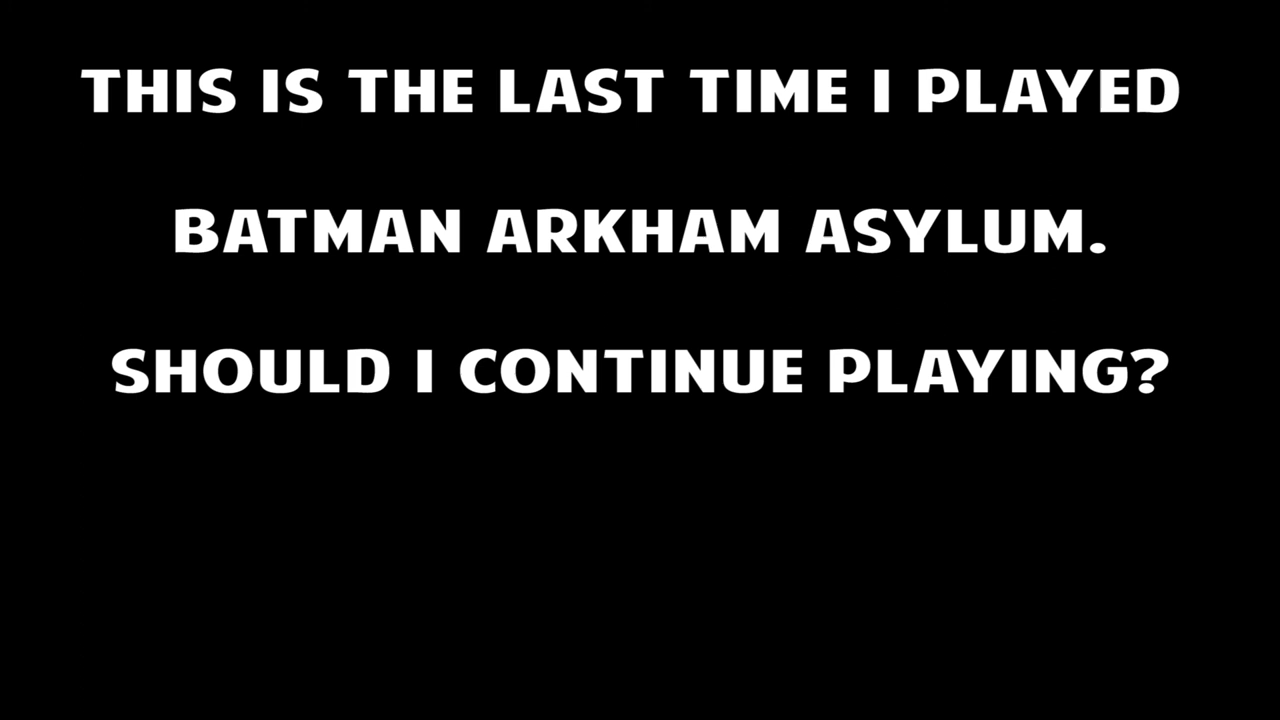 THIS IS THE LAST TIME I PLAYED
BATMAN ARKHAM ASYLUM.
SHOULD I CONTINUE PLAYING?